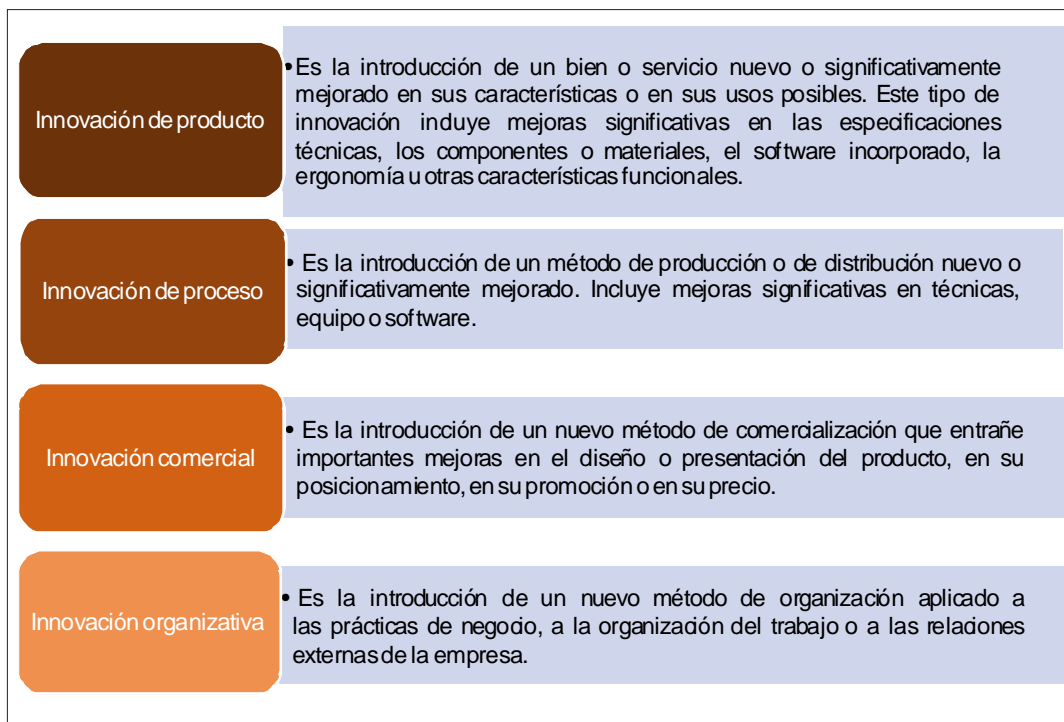 Innovación de producto
• Es la introducción de un bien o servicio nuevo o significativamente
mejorado en sus características o en sus usos posibles. Este tipo de
innovación incluye mejoras significativas en las especificaciones
técnicas, los componentes o materiales, el software incorporado, la
ergonomía u otras características funcionales.
Innovación de proceso
• Es la introducción de un método de producción o de distribución nuevo o
significativamente mejorado. Incluye mejoras significativas en técnicas,
equipo o software.
Innovación comercial
• Es la introducción de un nuevo método de comercialización que entrañe
importantes mejoras en el diseño o presentación del producto, en su
posicionamiento, en su promoción o en su precio.
Innovación organizativa
• Es la introducción de un nuevo método de organización aplicado a
las prácticas de negocio, a la organización del trabajo o a las relaciones
externas de la empresa.